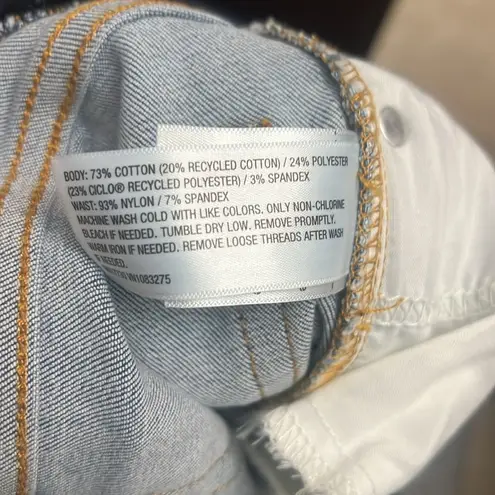 BODY: 73% COTTON (20% RECYCLED COTTON) / 24% POLYESTER
(23% CICLO® RECYCLED POLYESTER) / 3% SPANDEX
WAIST: 93% NYLON / 7% SPANDEX
MACHINE WASH COLD WITH LIKE COLORS. ONLY NON-CHLORINE
BLEACH IF NEEDED. TUMBLE DRY LOW. REMOVE PROMPTLY.
WARM IRON IF NEEDED. REMOVE LOOSE THREADS AFTER WASH
IF NEEDED.